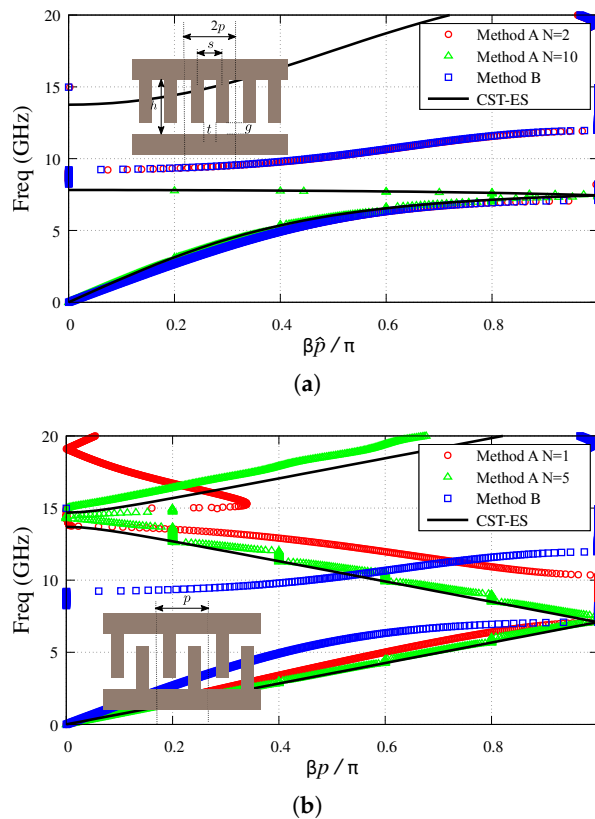 20
15
10
5
0
0
0.2
0.4
0.6
0.8
1
Freq (GHz)
βp̂ / π
Method A N=2
Method A N=10
Method B
CST-ES
2p
s
h
t
g
(a)
20
15
10
5
0
0
0.2
0.4
0.6
0.8
1
Freq (GHz)
βp / π
Method A N=1
Method A N=5
Method B
CST-ES
p
(b)